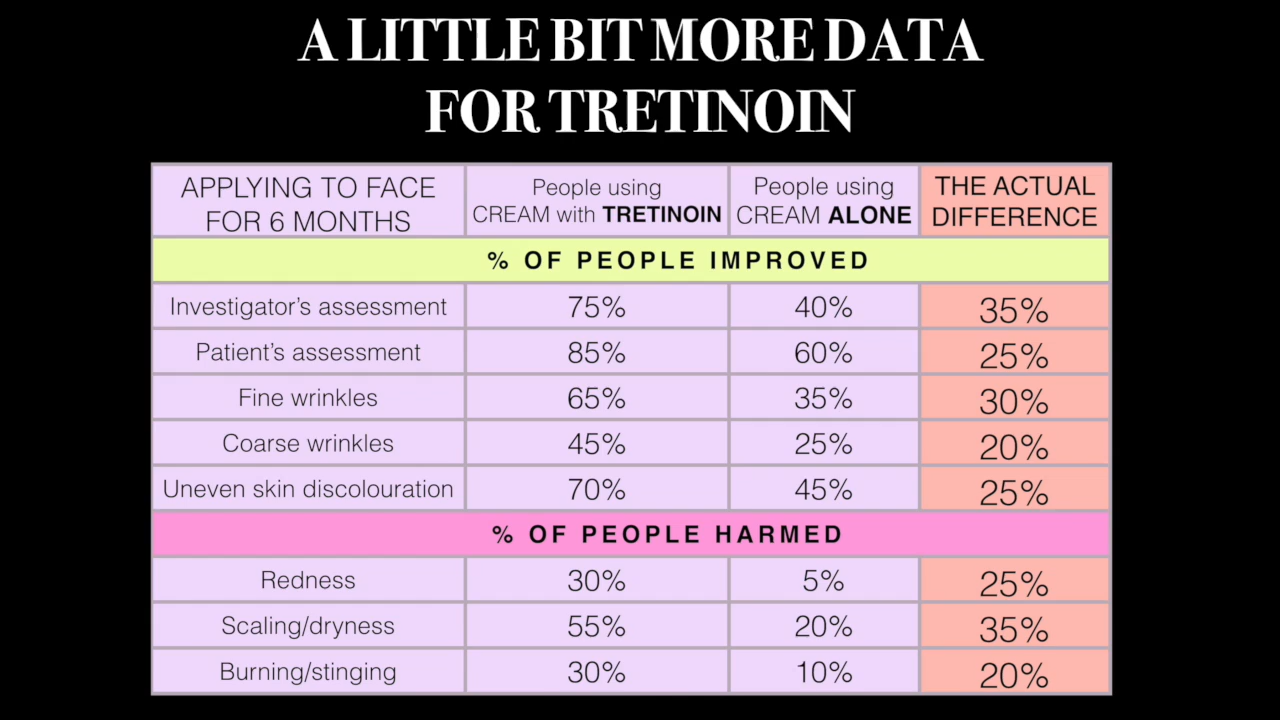 A LITTLE BIT MORE DATA
FOR TRETINOIN
APPLYING TO FACE
FOR 6 MONTHS
People using
CREAM with TRETINOIN
People using
CREAM ALONE
THE ACTUAL
DIFFERENCE
% OF PEOPLE IMPROVED
Investigator's assessment 75% 40% 35%
Patient's assessment 85% 60% 25%
Fine wrinkles 65% 35% 30%
Coarse wrinkles 45% 25% 20%
Uneven skin discolouration 70% 45% 25%
% OF PEOPLE HARMED
Redness 30% 5% 25%
Scaling/dryness 55% 20% 35%
Burning/stinging 30% 10% 20%